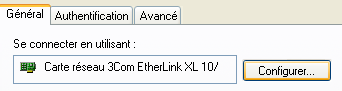 Général Authentification Avancé
Se connecter en utilisant :
Carte réseau 3Com EtherLink XL 10/ Configurer...